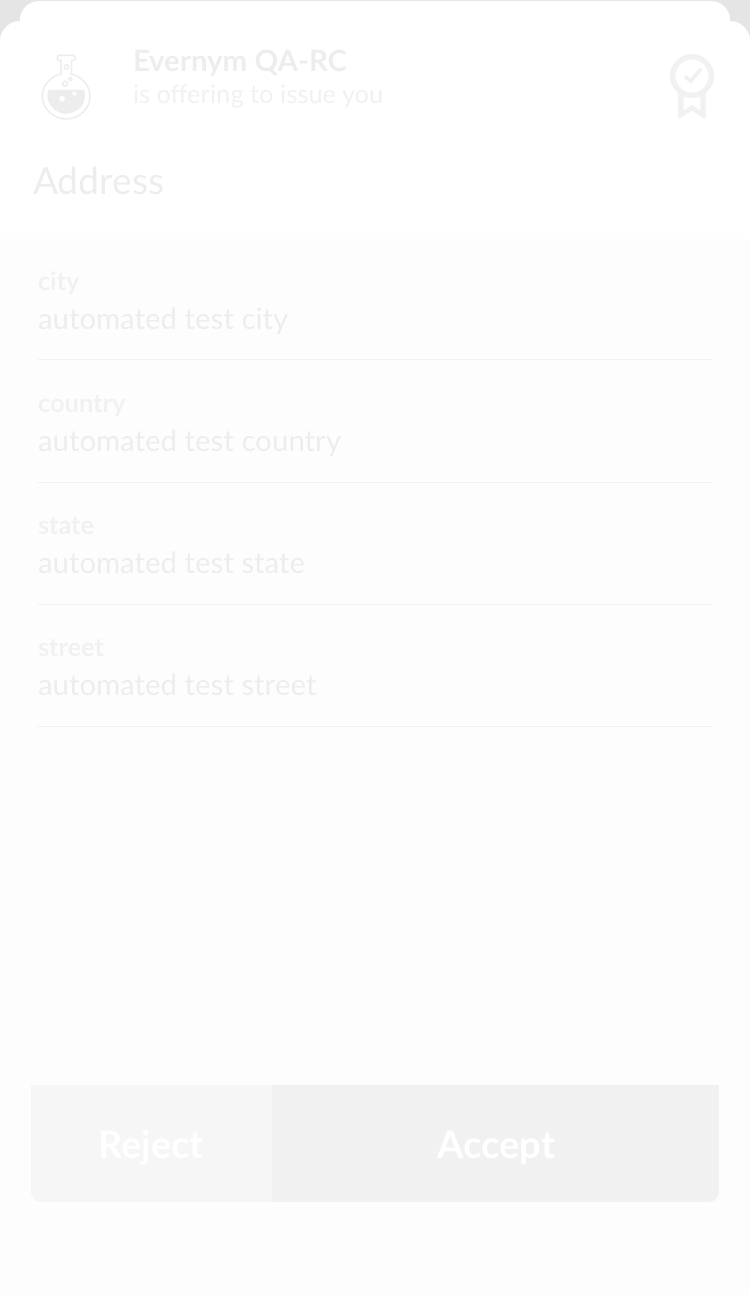 Evernym QA-RC
is offering to issue you
Address
city
automated test city
country
automated test country
state
automated test state
street
automated test street
Reject
Accept